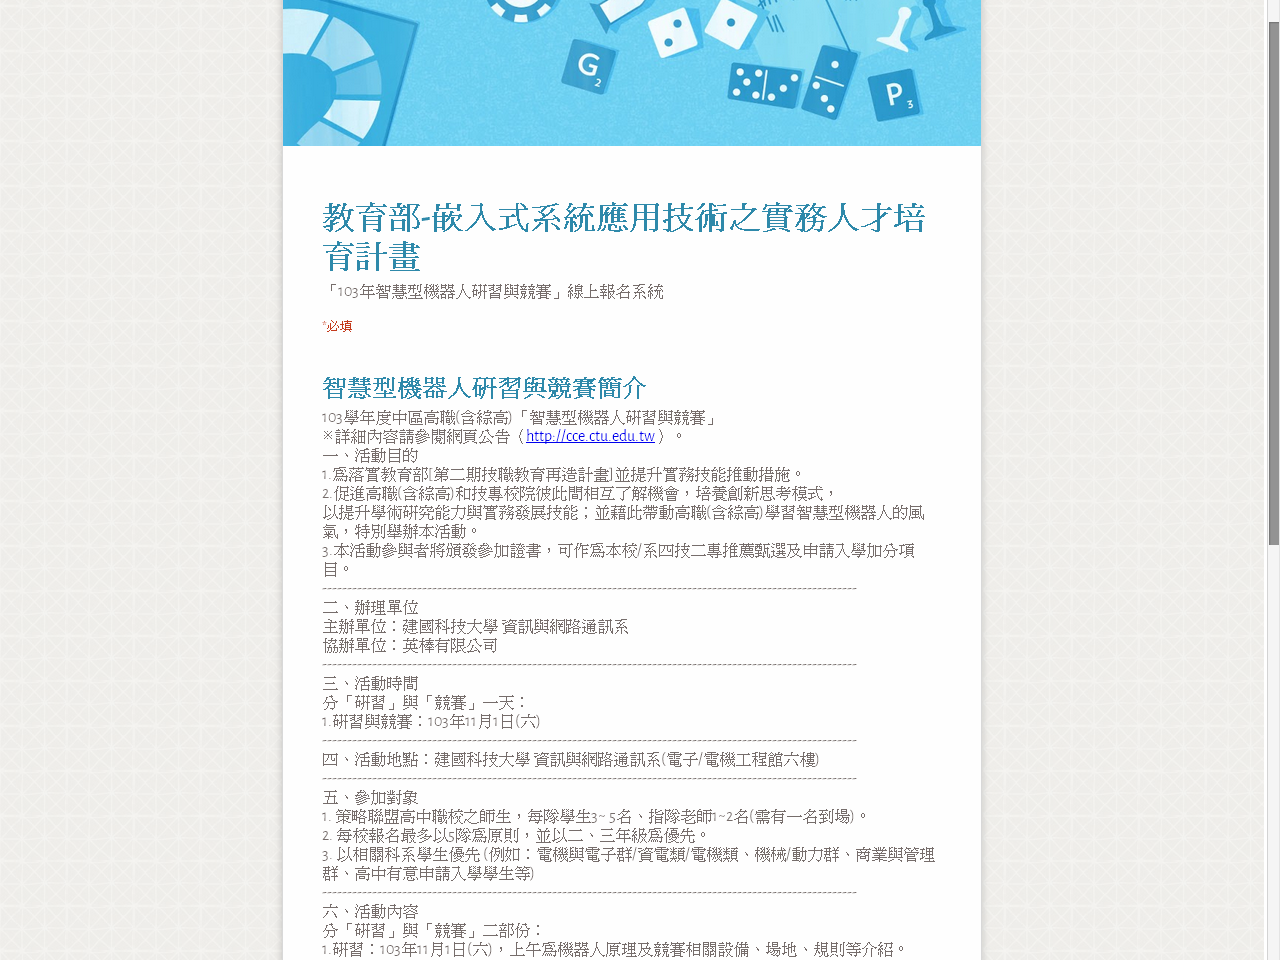 G
2
P
3
教育部-嵌入式系統應用技術之實務人才培
育計畫
「103年智慧型機器人研習與競賽」線上報名系統
*必填
智慧型機器人研習與競賽簡介
103學年度中區高職(含綜高)「智慧型機器人研習與競賽」
※詳細內容請參閱網頁公告〈http://cce.ctu.edu.tw〉。
一、活動目的
1.為落實教育部[第二期技職教育再造計畫]並提升實務技能推動措施。
2.促進高職(含綜高)和技專校院彼此間相互了解機會，培養創新思考模式，
以提升學術研究能力與實務發展技能；並藉此帶動高職(含綜高)學習智慧型機器人的風
氣，特別舉辦本活動。
3.本活動參與者將頒發參加證書，可作為本校/系四技二專推薦甄選及申請入學加分項
目。
-----------------------------------------------------------------------------------------------------------
二、辦理單位
主辦單位：建國科技大學 資訊與網路通訊系
協辦單位：英棒有限公司
-----------------------------------------------------------------------------------------------------------
三、活動時間
分「研習」與「競賽」一天：
1.研習與競賽：103年11月1日(六)
-----------------------------------------------------------------------------------------------------------
四、活動地點：建國科技大學 資訊與網路通訊系(電子/電機工程館六樓)
-----------------------------------------------------------------------------------------------------------
五、參加對象
1. 策略聯盟高中職校之師生，每隊學生3~ 5名、指隊老師1~2名(需有一名到場)。
2. 每校報名最多以5隊為原則，並以二、三年級為優先。
3. 以相關科系學生優先 (例如：電機與電子群/資電類/電機類、機械/動力群、商業與管理
群、高中有意申請入學學生等)
-----------------------------------------------------------------------------------------------------------
六、活動內容
分「研習」與「競賽」二部份：
1.研習：103年11月1日(六)，上午為機器人原理及競賽相關設備、場地、規則等介紹。